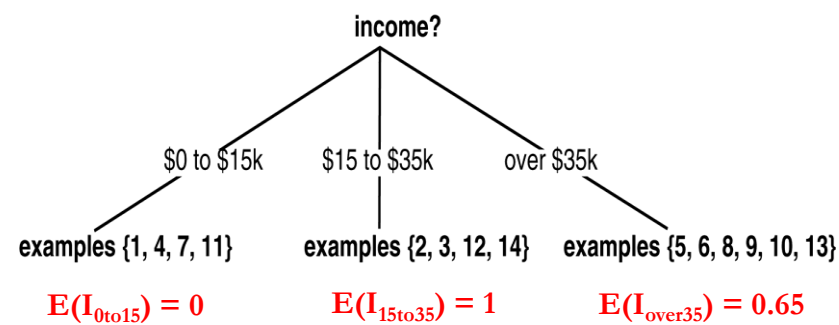 income?
$0 to $15k $15 to $35k over $35k
examples {1, 4, 7, 11} examples {2, 3, 12, 14} examples {5, 6, 8, 9, 10, 13}
E(I0to15) = 0 E(I15to35) = 1 E(Iover35) = 0.65